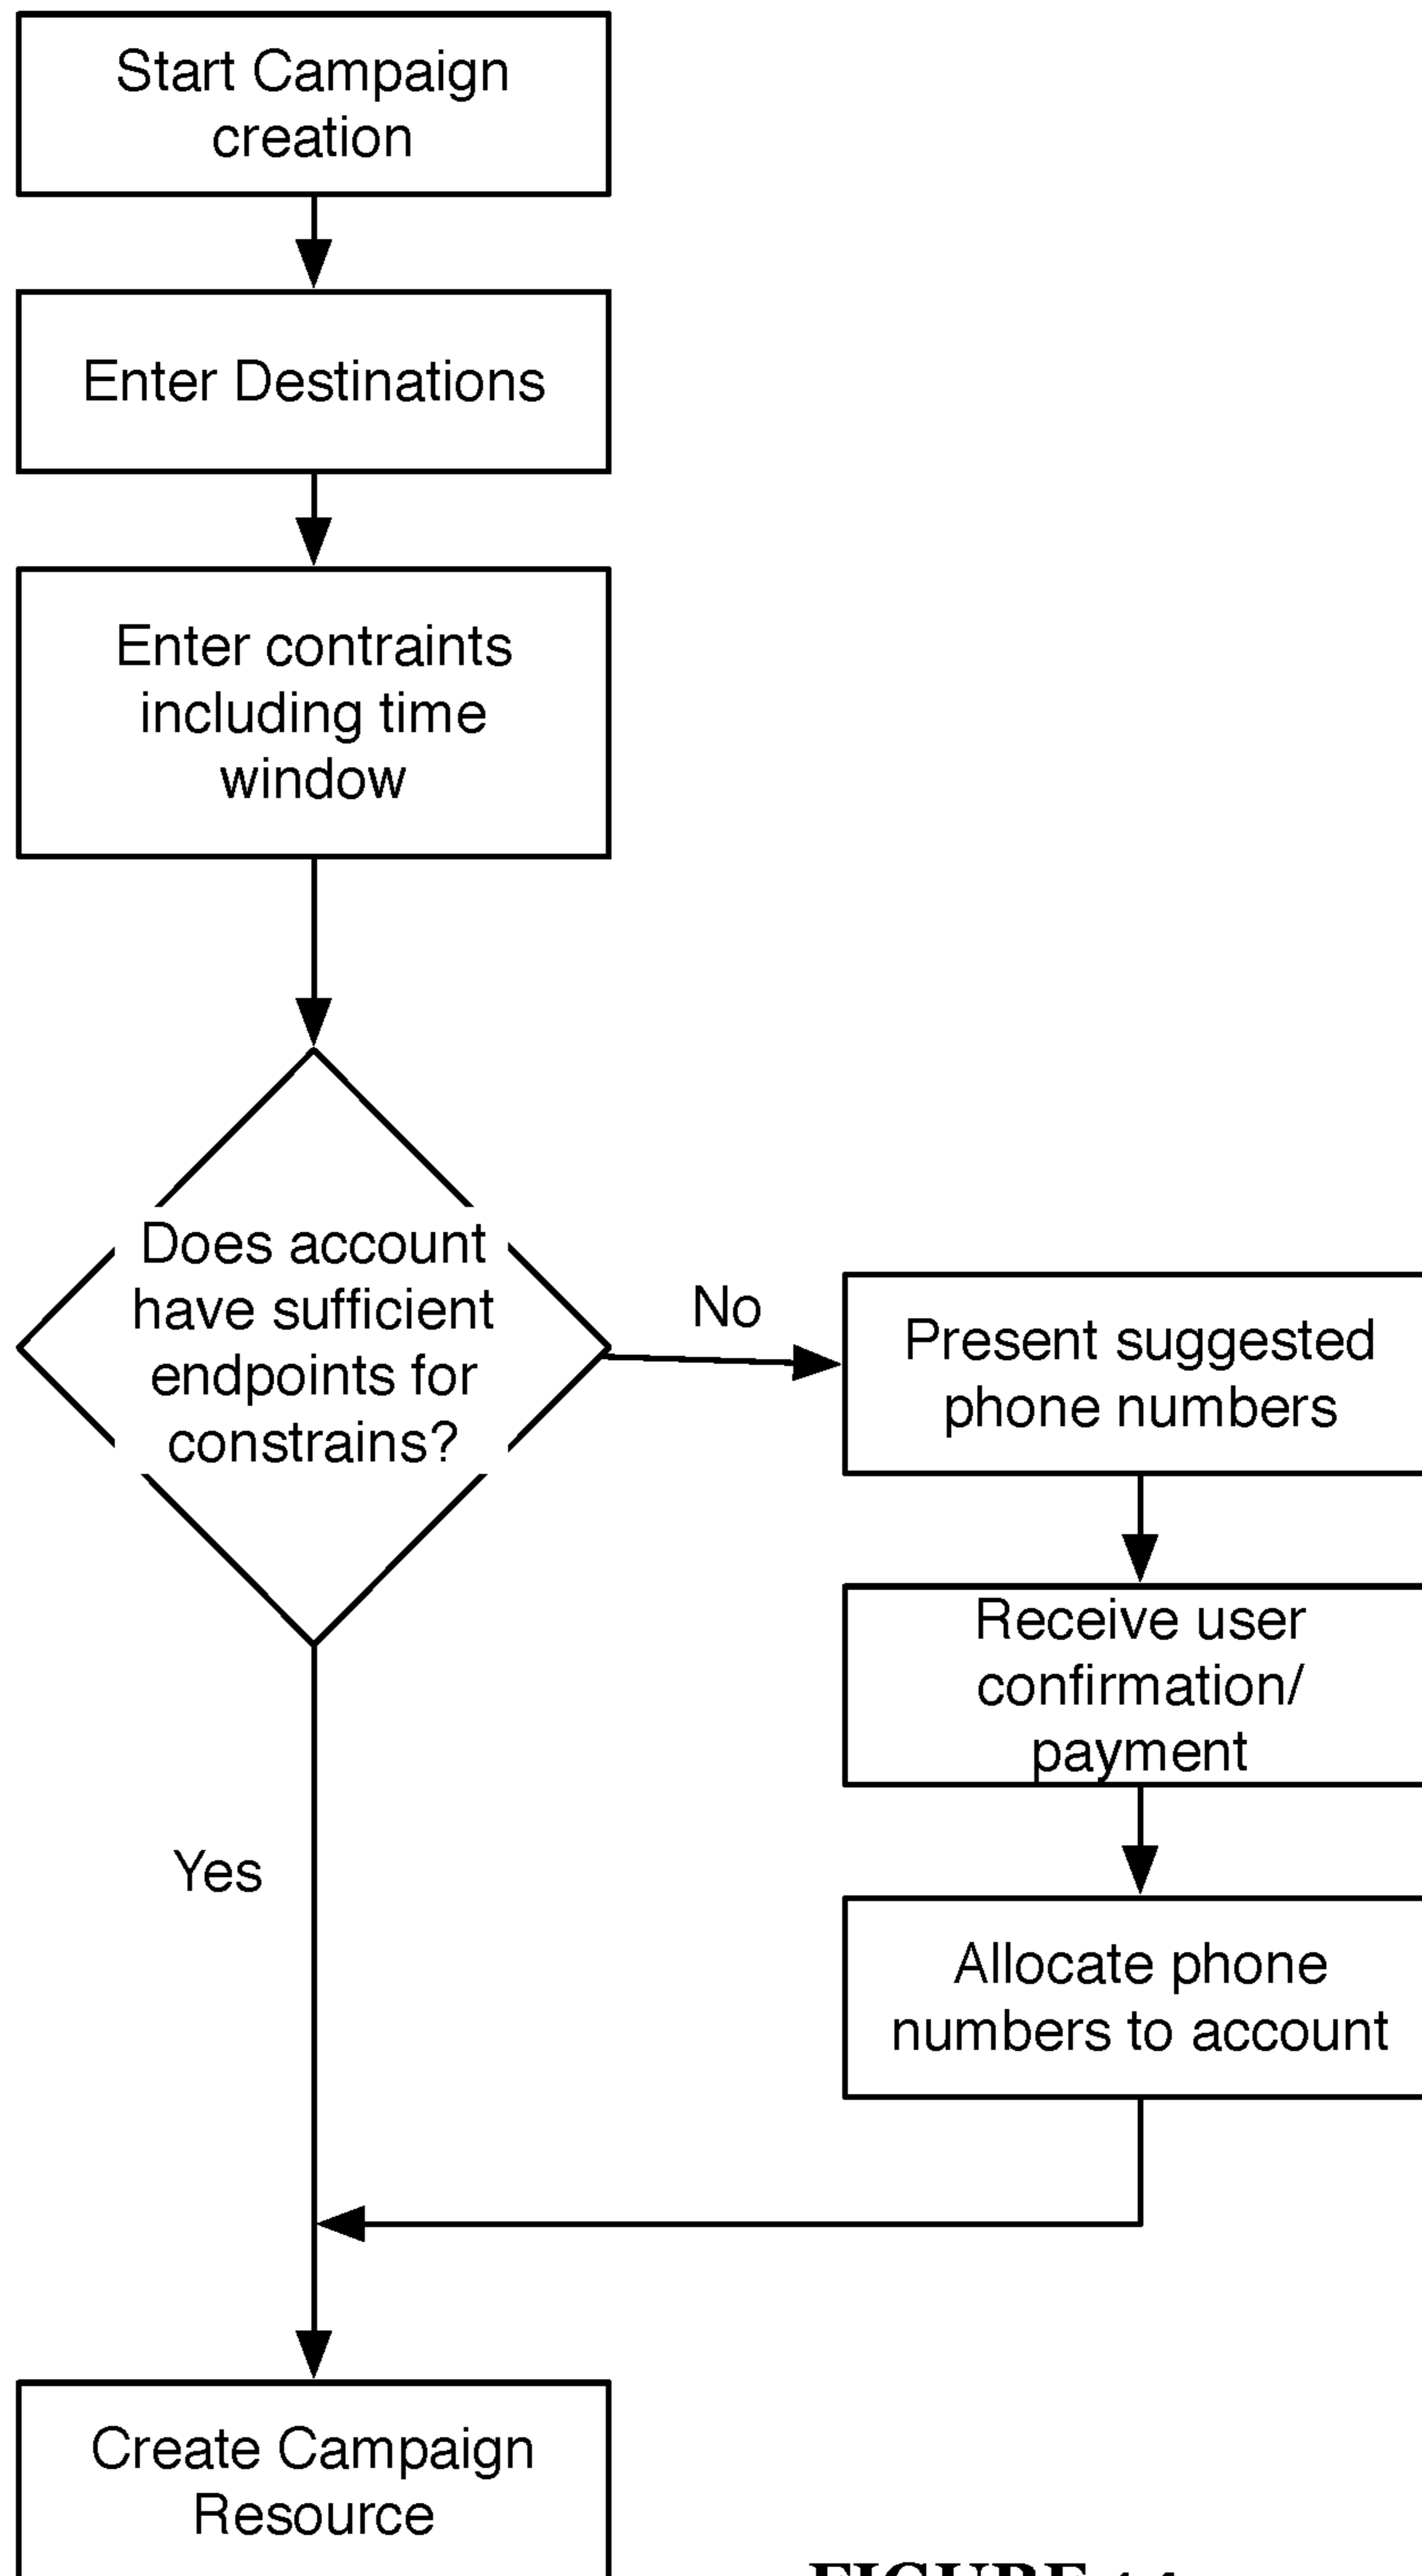 Start Campaign
creation
Enter Destinations
Enter contraints
including time
window
Does account
have sufficient
endpoints for
constrains?
No
Present suggested
phone numbers
Receive user
confirmation/
payment
Yes
Allocate phone
numbers to account
Create Campaign
Resource
FIGURE